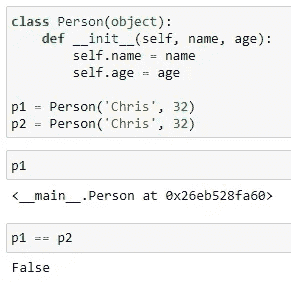 class Person(object):
    def __init__(self, name, age):
        self.name = name
        self.age = age
p1 = Person('Chris', 32)
p2 = Person('Chris', 32)
p1
<__main__.Person at 0x26eb528fa60>
p1 == p2
False